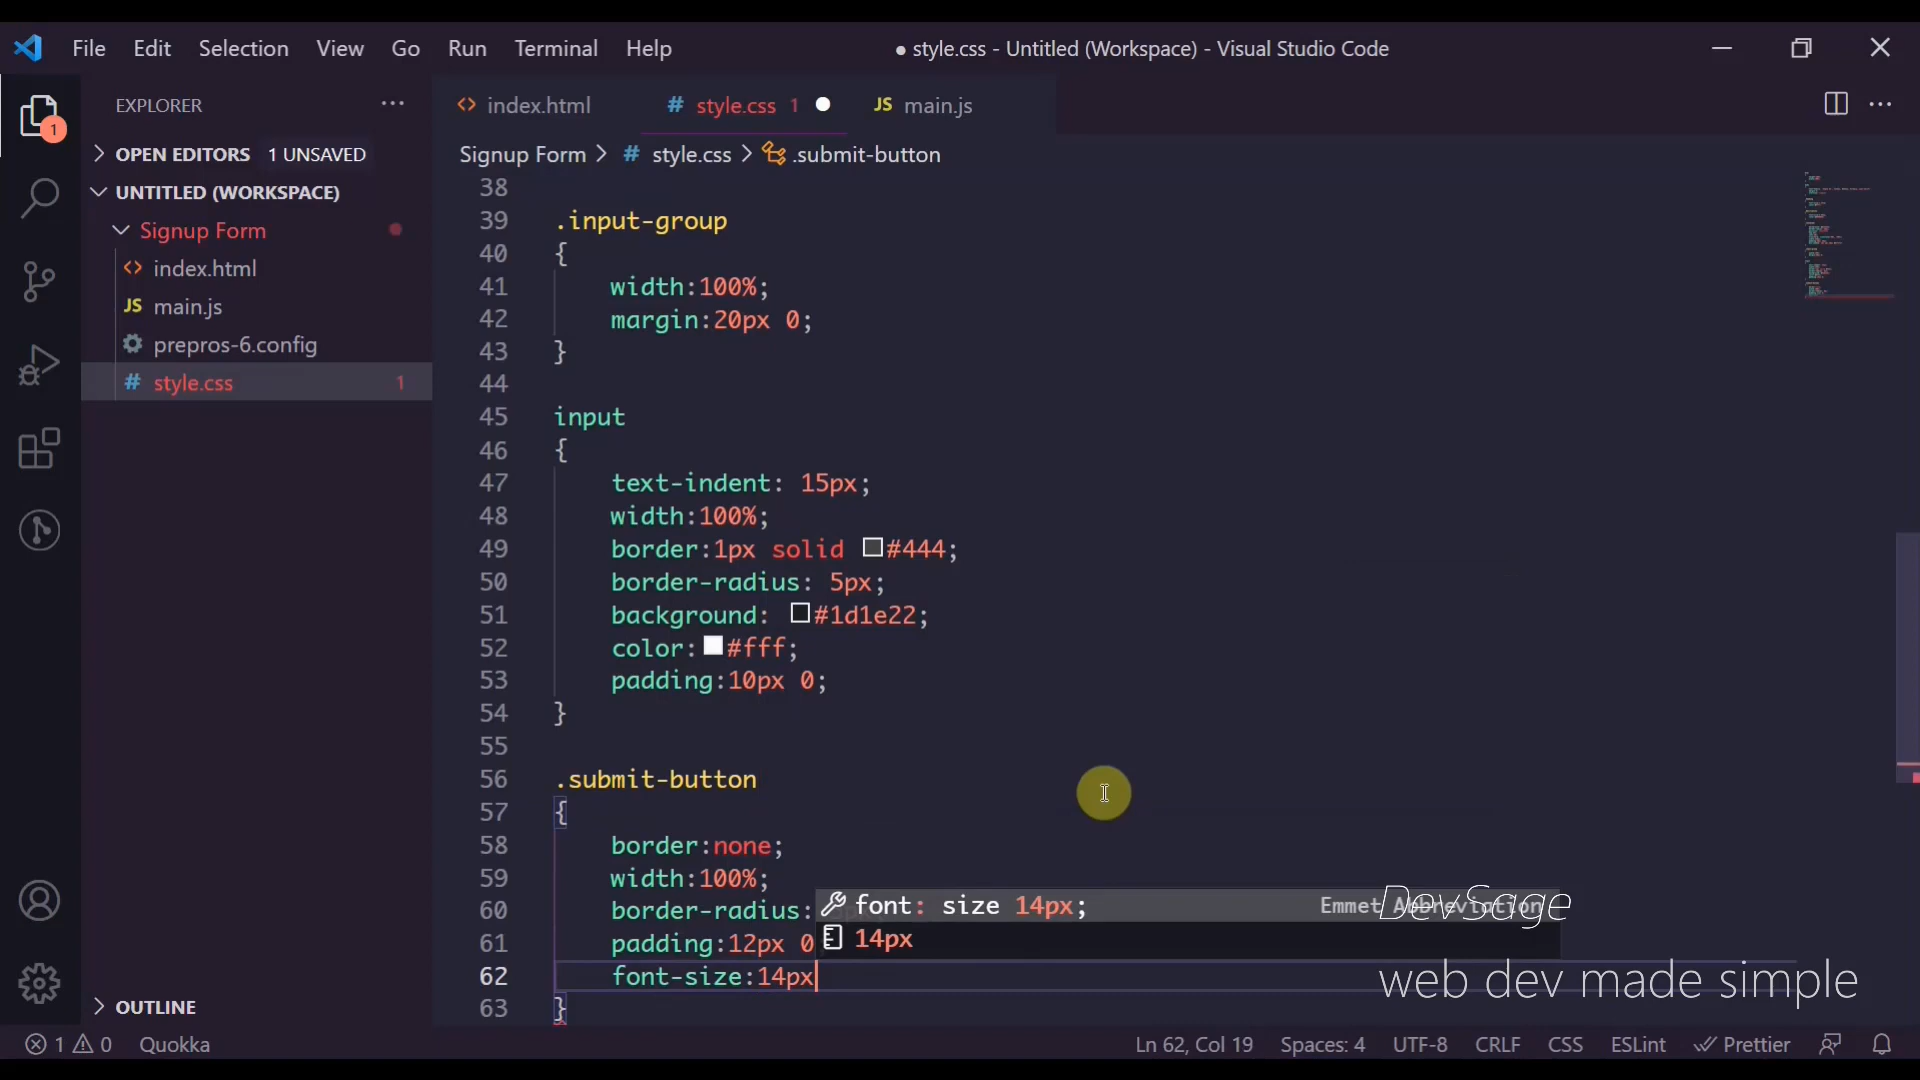 File Edit Selection View Go Run Terminal Help
● style.css - Untitled (Workspace) - Visual Studio Code
EXPLORER
1
OPEN EDITORS 1 UNSAVED
UNTITLED (WORKSPACE)
Signup Form
index.html
JS main.js
prepros-6.config
# style.css 1
OUTLINE
index.html # style.css 1 JS main.js
Signup Form > # style.css > .submit-button
38
39 .input-group
40 {
41 width:100%;
42 margin:20px 0;
43 }
44
45 input
46 {
47 text-indent: 15px;
48 width:100%;
49 border:1px solid #444;
50 border-radius: 5px;
51 background: #1d1e22;
52 color: #fff;
53 padding:10px 0;
54 }
55
56 .submit-button
57 {
58 border:none;
59 width:100%;
60 border-radius:
61 padding:12px 0
62 font-size:14px
63 }
font: size 14px; Emmet Abbreviation
14px
DevSage
web dev made simple
1 0 Quokka
Ln 62, Col 19 Spaces: 4 UTF-8 CRLF CSS ESLint Prettier